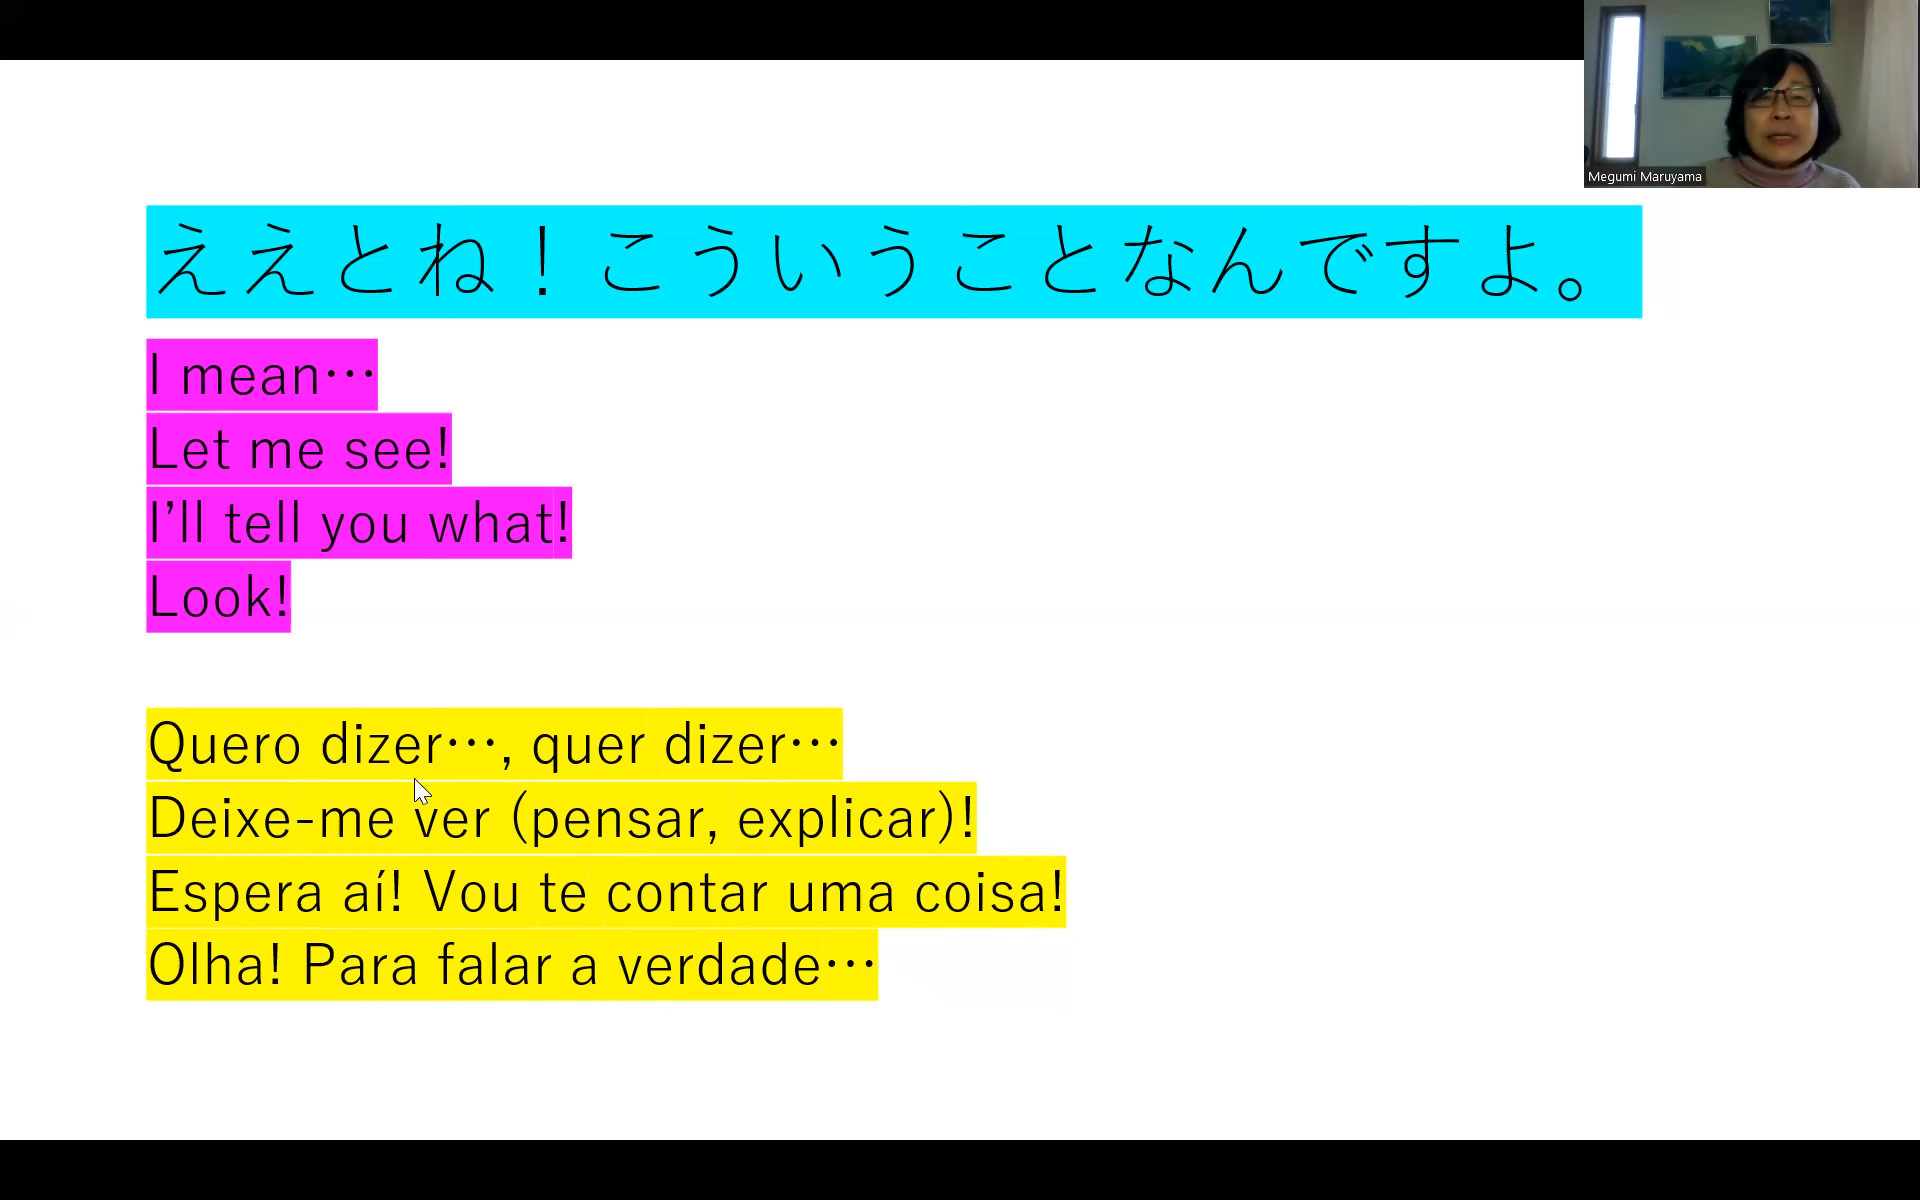 Megumi Maruyama
ええとね！こういうことなんですよ。
I mean…
Let me see!
I’ll tell you what!
Look!
Quero dizer…, quer dizer…
Deixe-me ver (pensar, explicar)!
Espera aí! Vou te contar uma coisa!
Olha! Para falar a verdade…